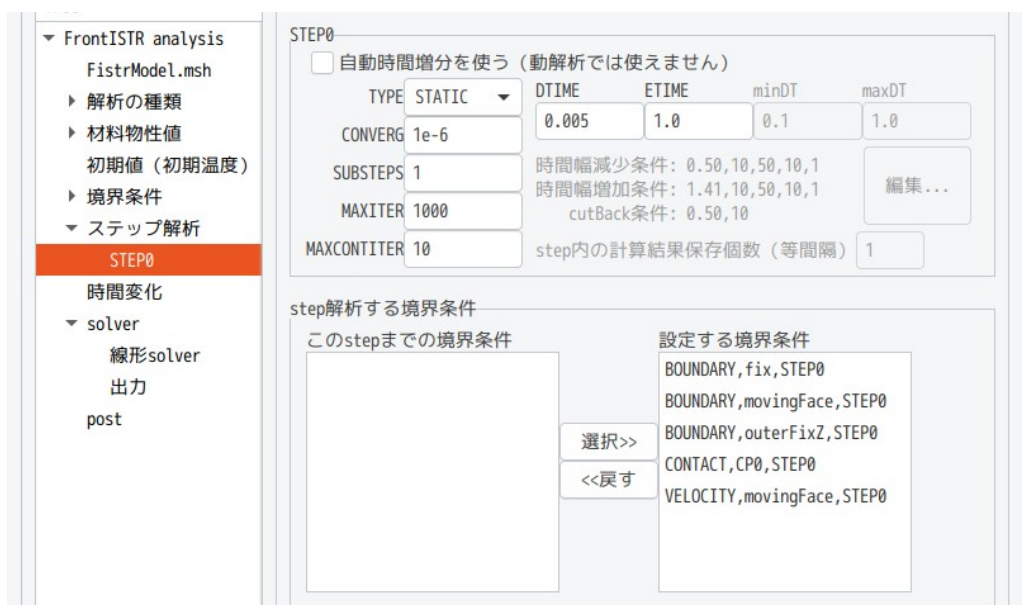 FrontISTR analysis
FistrModel.msh
解析の種類
材料物性値
初期値（初期温度）
境界条件
ステップ解析
STEP0
時間変化
solver
線形solver
出力
post
STEP0
自動時間増分を使う（動解析では使えません）
TYPE STATIC
CONVERG 1e-6
SUBSTEPS 1
MAXITER 1000
MAXCONTITER 10
DTIME ETIME minDT maxDT
0.005 1.0 0.1 1.0
時間幅減少条件: 0.50,10,50,10,1
時間幅増加条件: 1.41,10,50,10,1
cutBack条件: 0.50,10
編集...
step内の計算結果保存個数（等間隔） 1
step解析する境界条件
このstepまでの境界条件
選択>>
<<戻す
設定する境界条件
BOUNDARY,fix,STEP0
BOUNDARY,movingFace,STEP0
BOUNDARY,outerFixZ,STEP0
CONTACT,CP0,STEP0
VELOCITY,movingFace,STEP0